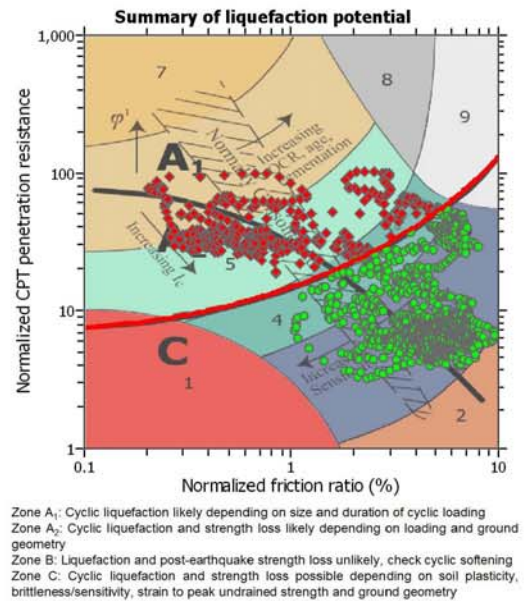 Summary of liquefaction potential
1,000
100
10
1
0.1
1
10
Normalized CPT penetration resistance
Normalized friction ratio (%)
7
8
9
φ'
Increasing
OCR, age,
A1
Increasing Ic
5
4
C
1
2
Zone A1: Cyclic liquefaction likely depending on size and duration of cyclic loading
Zone A2: Cyclic liquefaction and strength loss likely depending on loading and ground
geometry
Zone B: Liquefaction and post-earthquake strength loss unlikely, check cyclic softening
Zone C: Cyclic liquefaction and strength loss possible depending on soil plasticity,
brittleness/sensitivity, strain to peak undrained strength and ground geometry